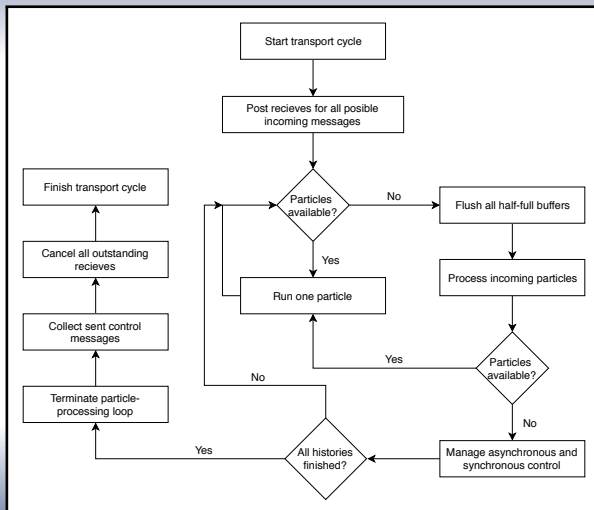 Start transport cycle
Post recieves for all posible
incoming messages
Particles
available?
No
Flush all half-full buffers
Yes
Process incoming particles
Run one particle
Yes
Particles
available?
No
Manage asynchronous and
synchronous control
All histories
finished?
No
Yes
Terminate particle-
processing loop
Collect sent control
messages
Cancel all outstanding
recieves
Finish transport cycle